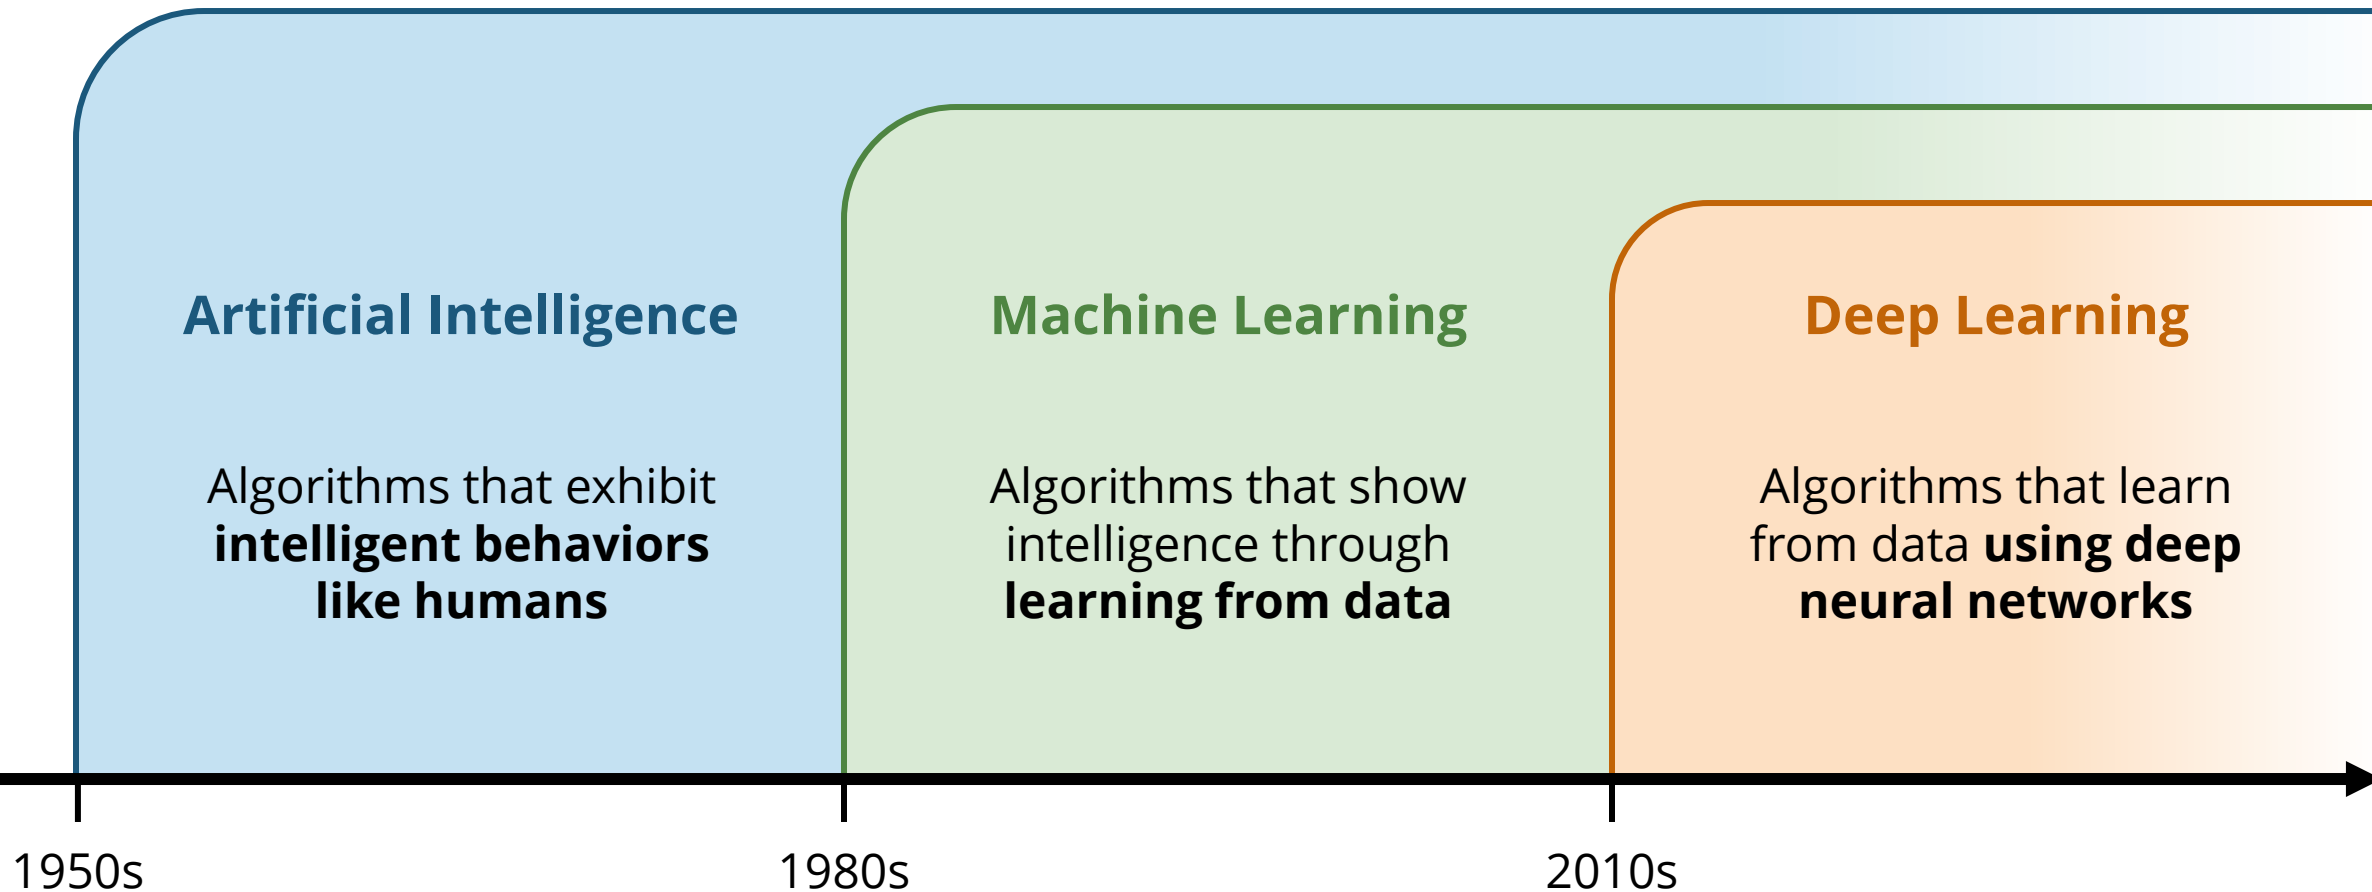 Artificial Intelligence
Algorithms that exhibit
intelligent behaviors
like humans
Machine Learning
Algorithms that show
intelligence through
learning from data
Deep Learning
Algorithms that learn
from data using deep
neural networks
1950s
1980s
2010s